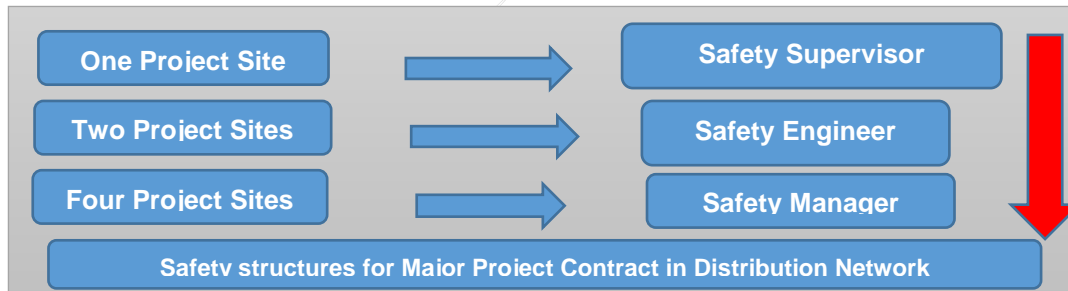 One Project Site
Safety Supervisor
Two Project Sites
Safety Engineer
Four Project Sites
Safety Manager
Safety structures for Major Project Contract in Distribution Network